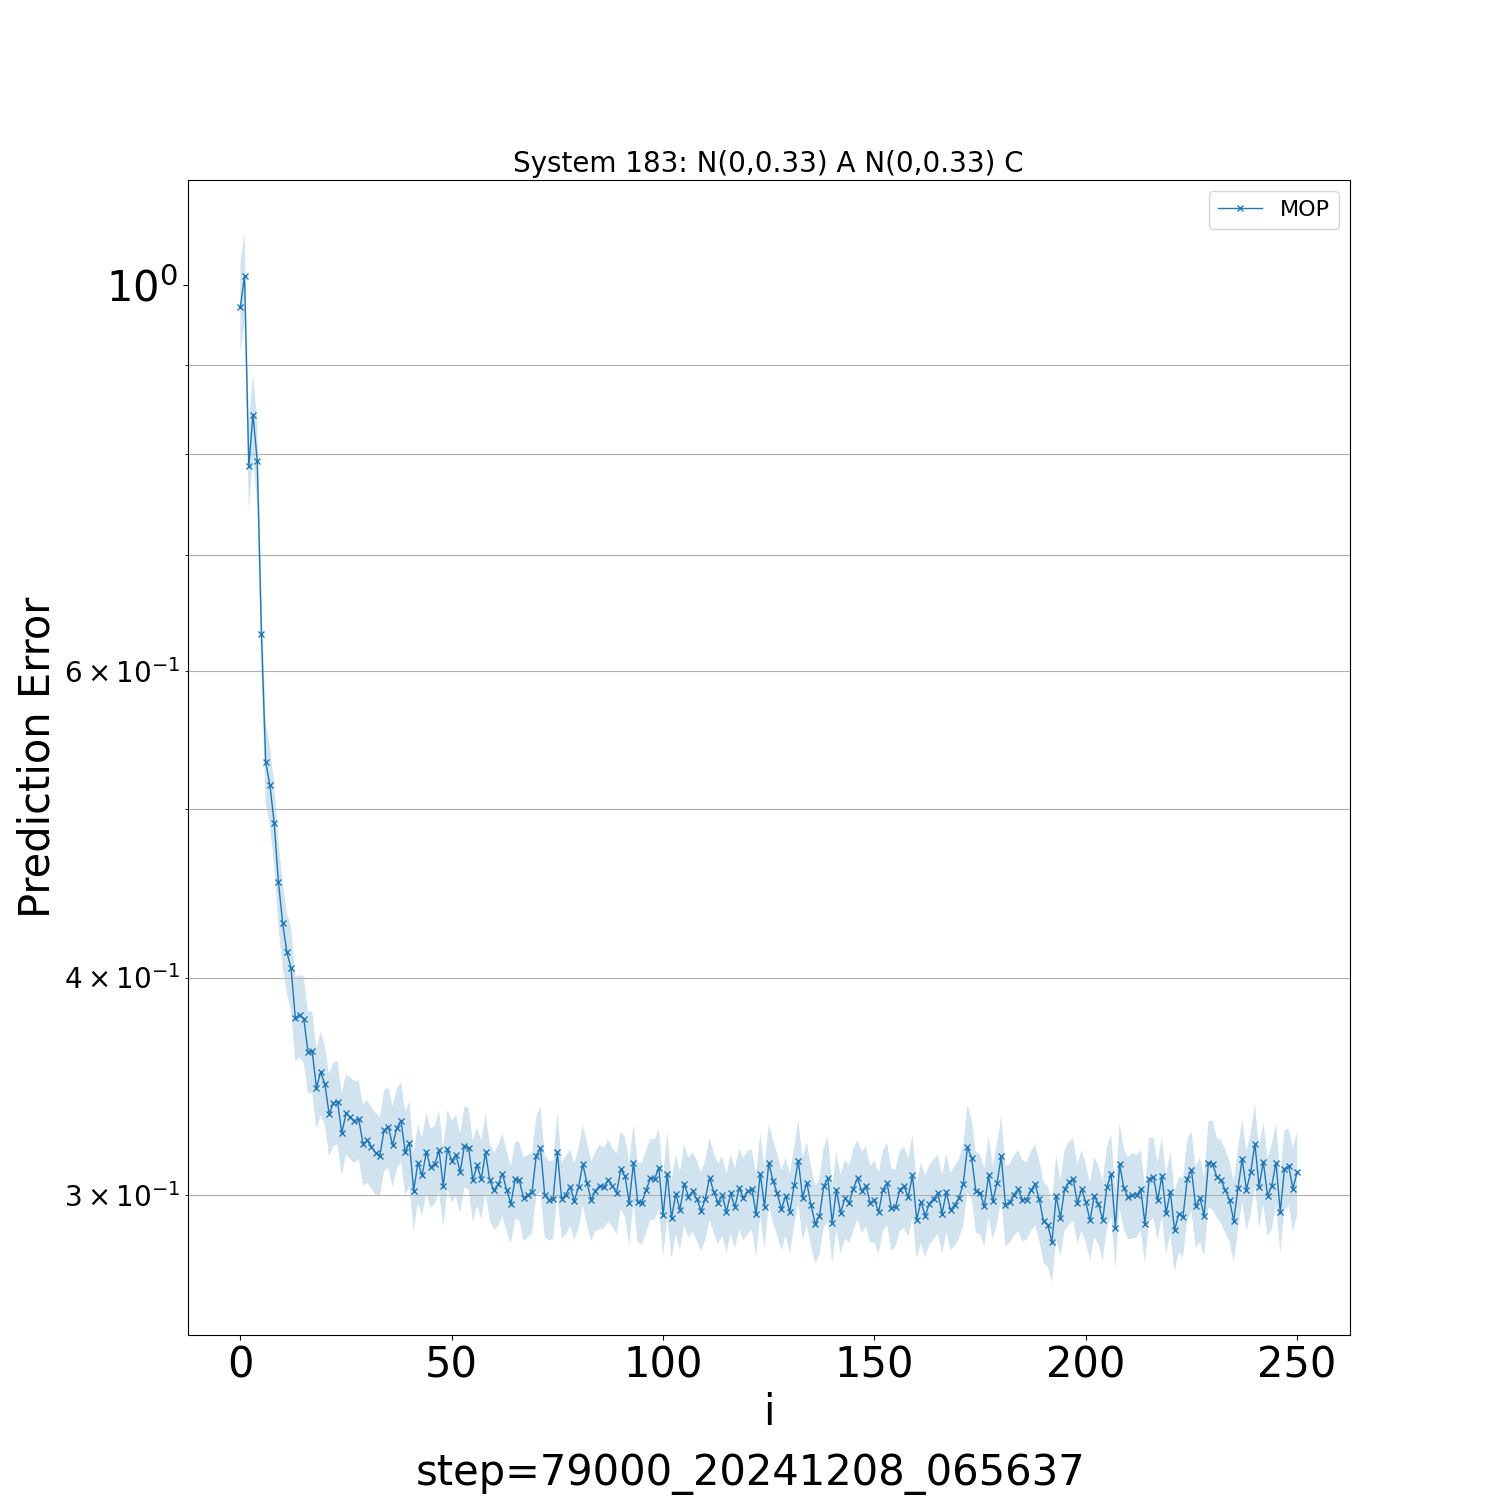 System 183: N(0,0.33) A N(0,0.33) C
MOP
10⁰
6 × 10⁻¹
4 × 10⁻¹
3 × 10⁻¹
Prediction Error
0 50 100 150 200 250
i
step=79000_20241208_065637